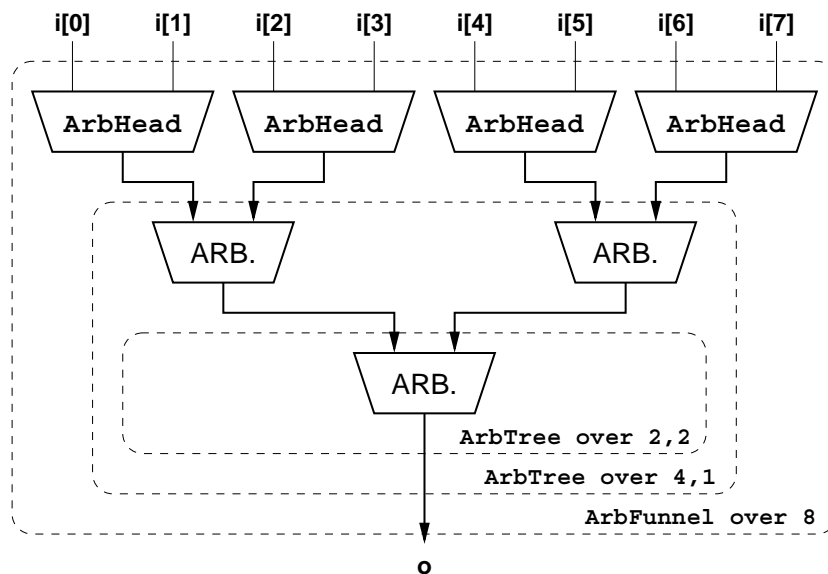 i[0] i[1] i[2] i[3] i[4] i[5] i[6] i[7]
ArbHead ArbHead ArbHead ArbHead
ARB. ARB.
ARB.
ArbTree over 2,2
ArbTree over 4,1
ArbFunnel over 8
o